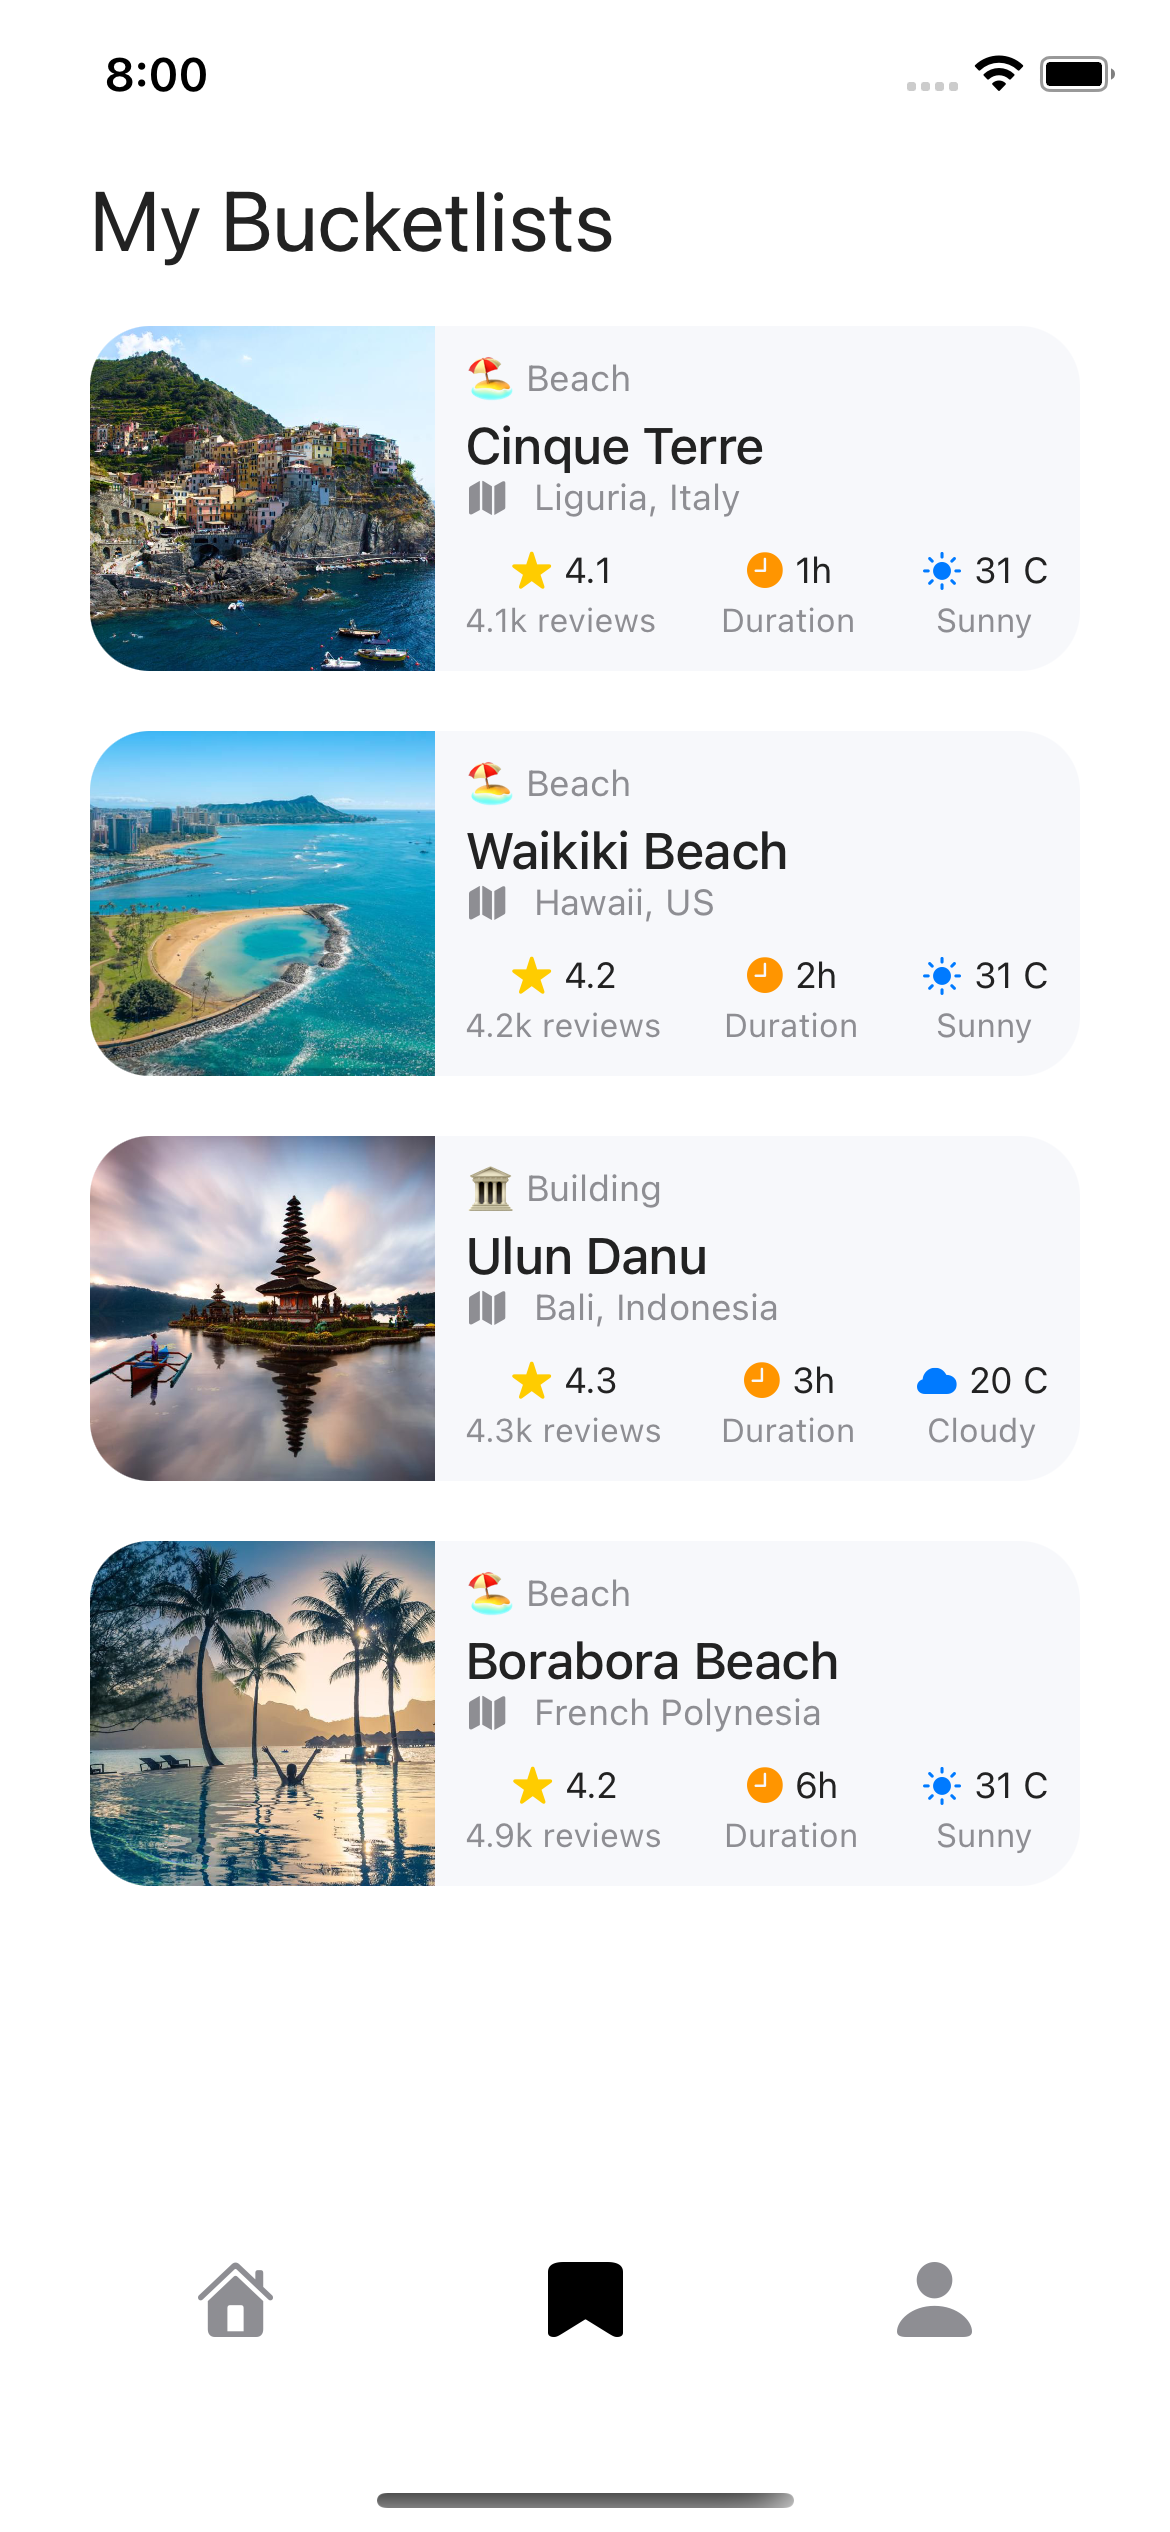 8:00
My Bucketlists
Beach
Cinque Terre
Liguria, Italy
4.1 1h 31 C
4.1k reviews Duration Sunny
Beach
Waikiki Beach
Hawaii, US
4.2 2h 31 C
4.2k reviews Duration Sunny
Building
Ulun Danu
Bali, Indonesia
4.3 3h 20 C
4.3k reviews Duration Cloudy
Beach
Borabora Beach
French Polynesia
4.2 6h 31 C
4.9k reviews Duration Sunny